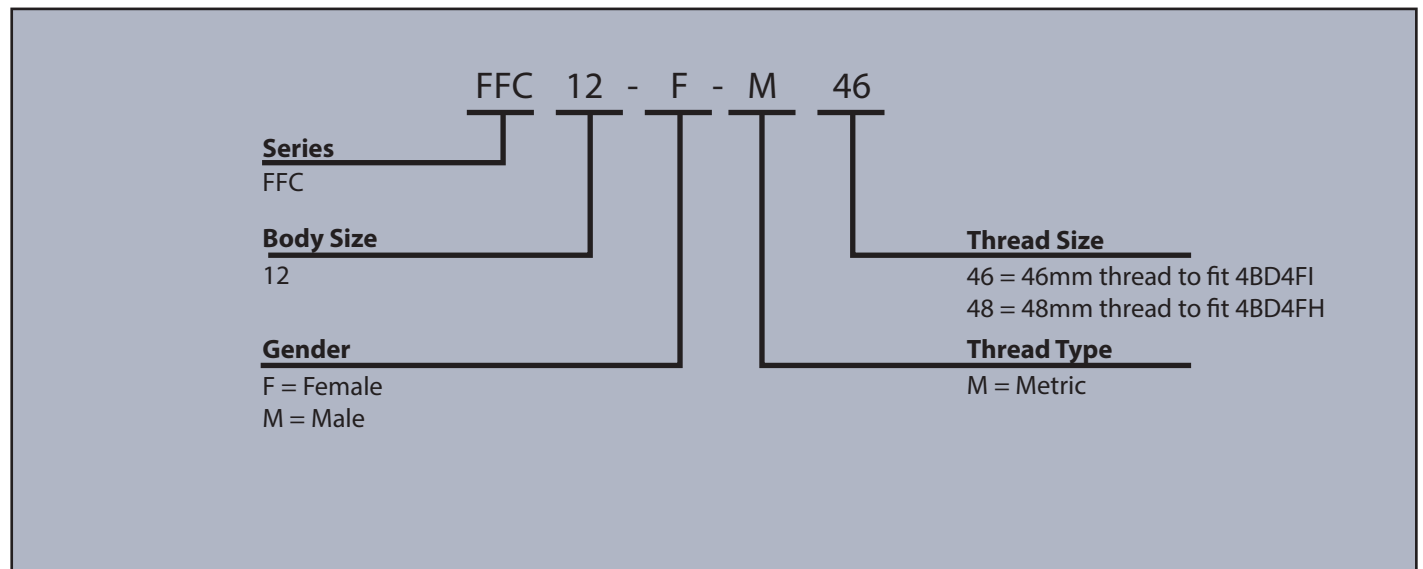 FFC 12 - F - M 46
Series
FFC
Body Size
12
Gender
F = Female
M = Male
Thread Size
46 = 46mm thread to fit 4BD4FI
48 = 48mm thread to fit 4BD4FH
Thread Type
M = Metric